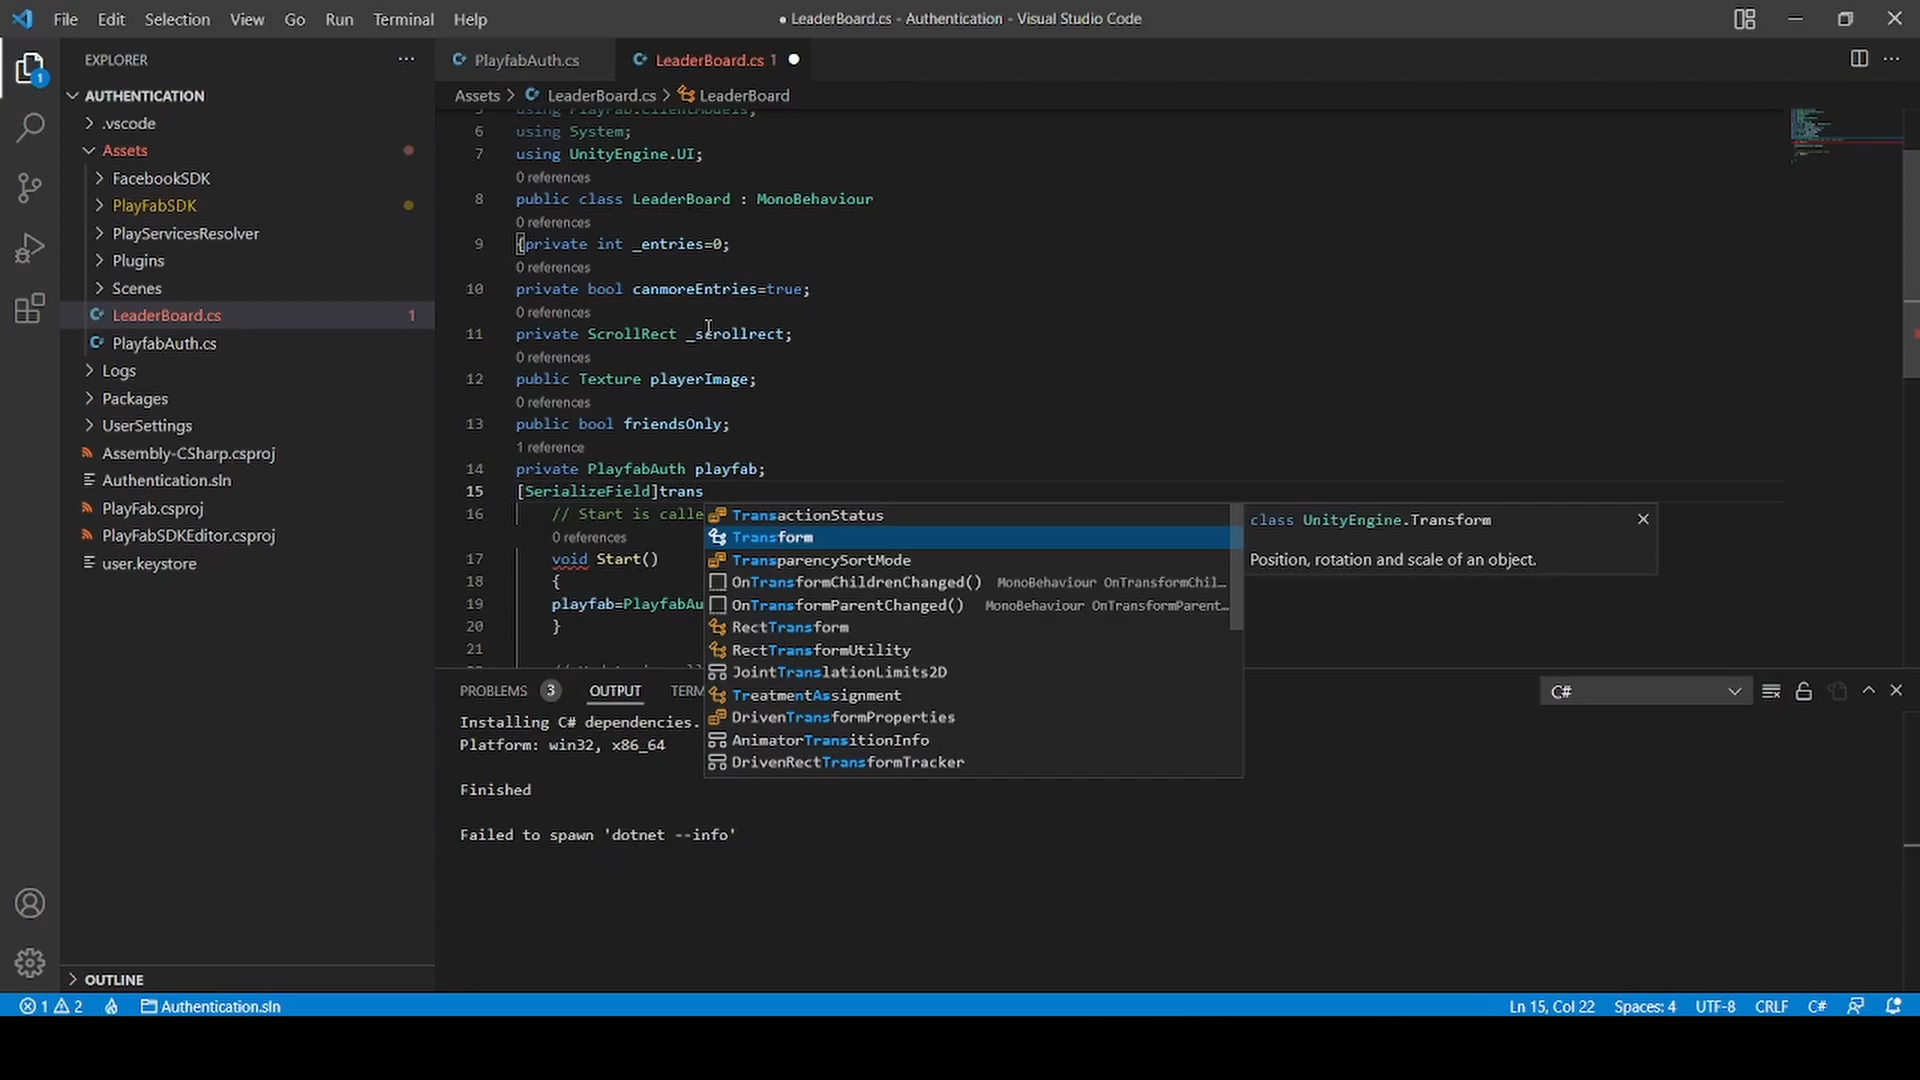 File Edit Selection View Go Run Terminal Help
● LeaderBoard.cs - Authentication - Visual Studio Code
EXPLORER
AUTHENTICATION
.vscode
Assets
FacebookSDK
PlayFabSDK
PlayServicesResolver
Plugins
Scenes
LeaderBoard.cs 1
PlayfabAuth.cs
Logs
Packages
UserSettings
Assembly-CSharp.csproj
Authentication.sln
PlayFab.csproj
PlayFabSDKEditor.csproj
user.keystore
OUTLINE
1
PlayfabAuth.cs
LeaderBoard.cs 1
Assets > LeaderBoard.cs > LeaderBoard
5 using PlayFab.ClientModels;
6 using System;
7 using UnityEngine.UI;
0 references
8 public class LeaderBoard : MonoBehaviour
0 references
9 {private int _entries=0;
0 references
10 private bool canmoreEntries=true;
0 references
11 private ScrollRect _scrollrect;
0 references
12 public Texture playerImage;
0 references
13 public bool friendsOnly;
1 reference
14 private PlayfabAuth playfab;
15 [SerializeField]trans
16 // Start is calle
0 references
17 void Start()
18 {
19 playfab=PlayfabAu
20 }
21
TransactionStatus
Transform
TransparencySortMode
OnTransformChildrenChanged() MonoBehaviour OnTransformChil...
OnTransformParentChanged() MonoBehaviour OnTransformParent...
RectTransform
RectTransformUtility
JointTranslationLimits2D
TreatmentAssignment
DrivenTransformProperties
AnimatorTransitionInfo
DrivenRectTransformTracker
class UnityEngine.Transform
Position, rotation and scale of an object.
PROBLEMS 3 OUTPUT TERM
C#
Installing C# dependencies.
Platform: win32, x86_64
Finished
Failed to spawn 'dotnet --info'
1 2 Authentication.sln
Ln 15, Col 22 Spaces: 4 UTF-8 CRLF C#